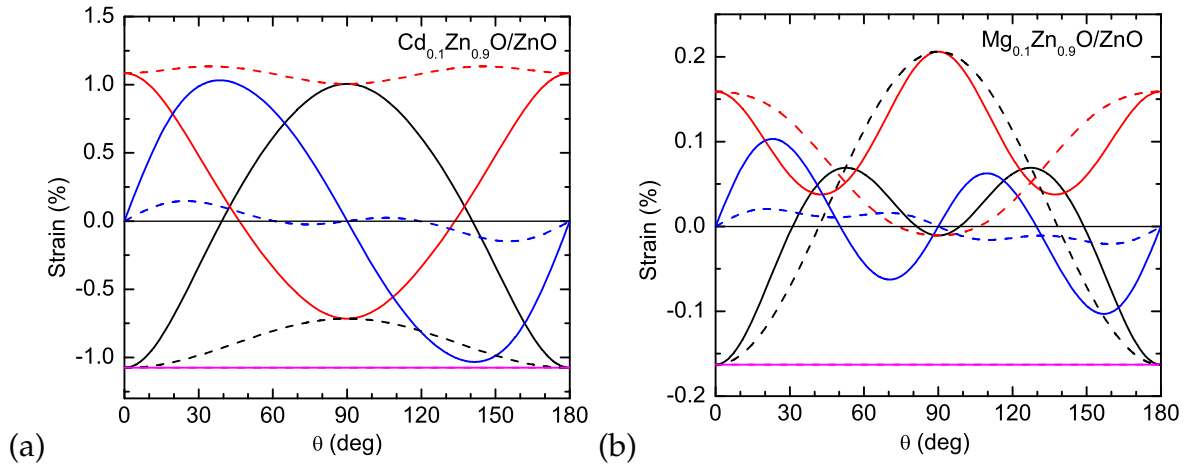 Cd0.1Zn0.9O/ZnO
Strain (%)
1.5
1.0
0.5
0.0
-0.5
-1.0
0 30 60 90 120 150 180
θ (deg)
(a)
Mg0.1Zn0.9O/ZnO
Strain (%)
0.2
0.1
0.0
-0.1
-0.2
0 30 60 90 120 150 180
θ (deg)
(b)